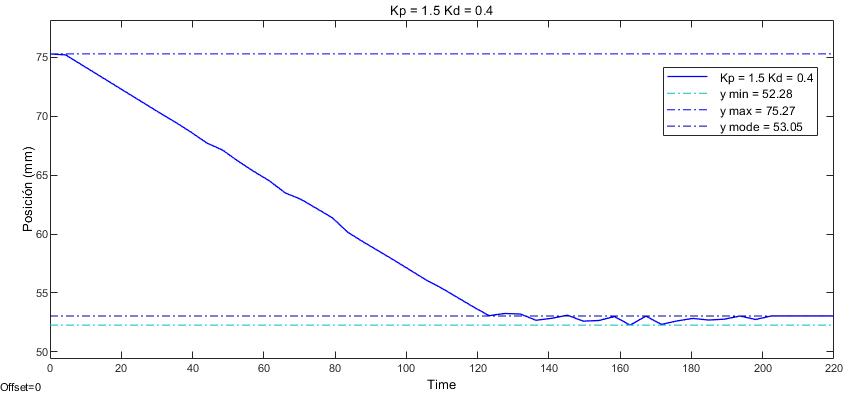 Kp = 1.5 Kd = 0.4
75
70
65
60
55
50
Posición (mm)
Kp = 1.5 Kd = 0.4
y min = 52.28
y max = 75.27
y mode = 53.05
0 20 40 60 80 100 120 140 160 180 200 220
Time
Offset=0